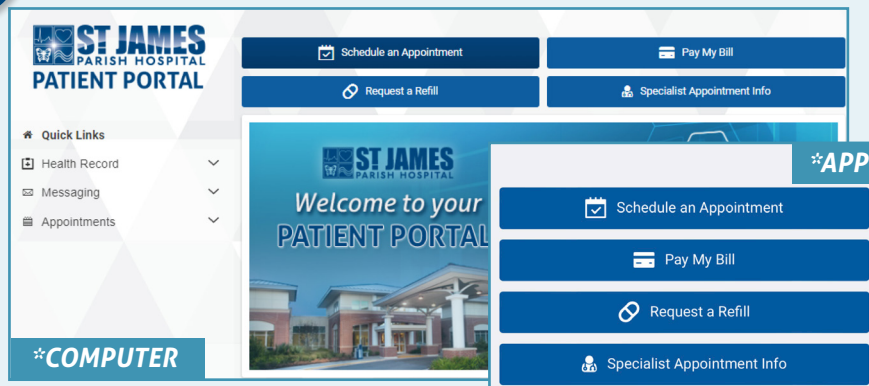 ST JAMES
PARISH HOSPITAL
PATIENT PORTAL
Schedule an Appointment
Pay My Bill
Request a Refill
Specialist Appointment Info
Quick Links
Health Record
Messaging
Appointments
ST JAMES
PARISH HOSPITAL
Welcome to your
PATIENT PORTAL
*COMPUTER
*APP
Schedule an Appointment
Pay My Bill
Request a Refill
Specialist Appointment Info